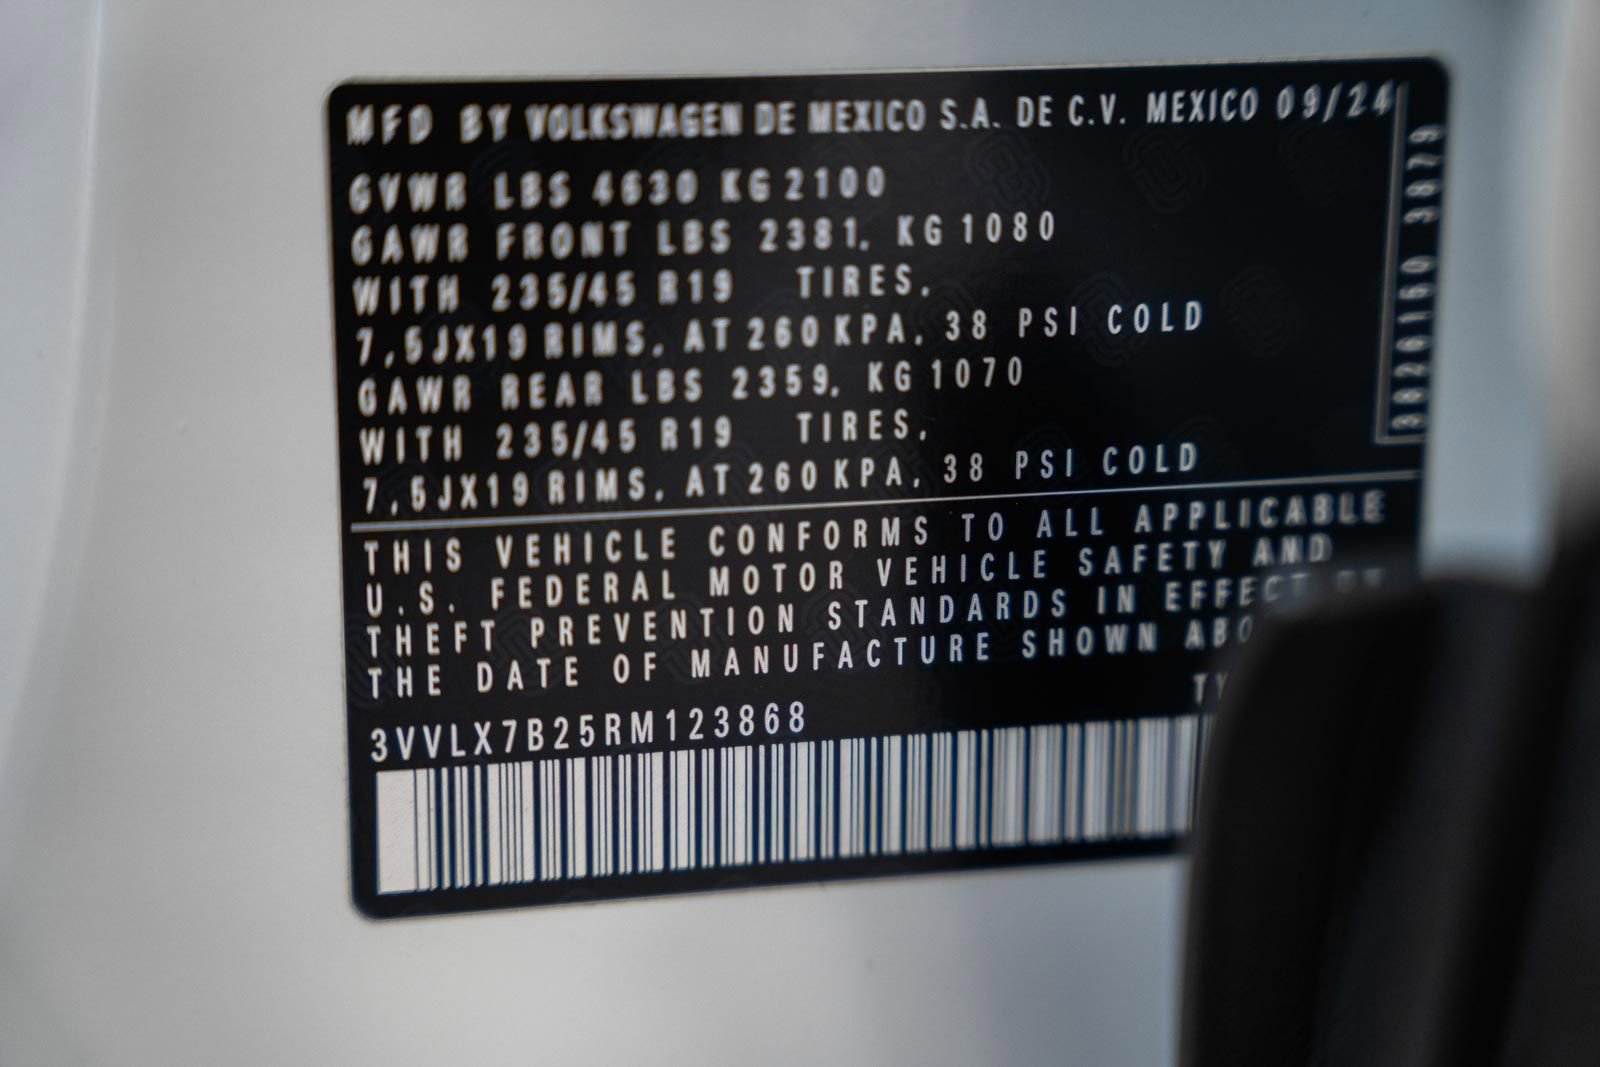 MFD BY VOLKSWAGEN DE MEXICO S.A. DE C.V. MEXICO 09/24
GVWR LBS 4630 KG 2100
GAWR FRONT LBS 2381, KG 1080
WITH 235/45 R19 TIRES,
7,5JX19 RIMS, AT 260 KPA, 38 PSI COLD
GAWR REAR LBS 2359, KG 1070
WITH 235/45 R19 TIRES,
7,5JX19 RIMS, AT 260 KPA, 38 PSI COLD
THIS VEHICLE CONFORMS TO ALL APPLICABLE
U.S. FEDERAL MOTOR VEHICLE SAFETY AND
THEFT PREVENTION STANDARDS IN EFFECT
THE DATE OF MANUFACTURE SHOWN
3VVLX7B25RM123868